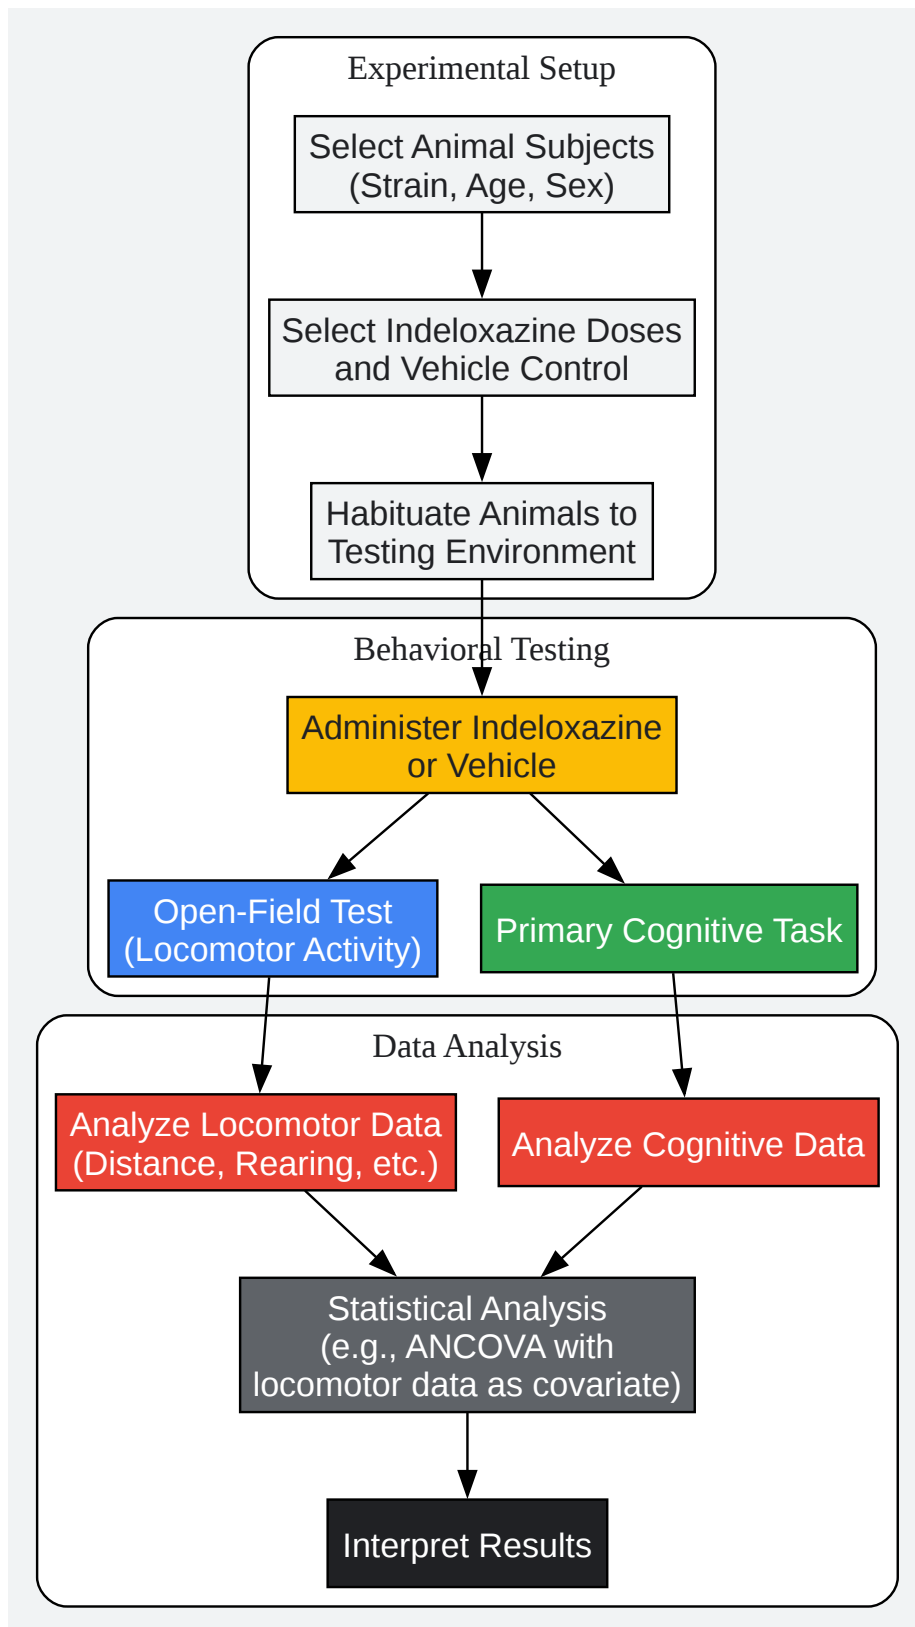 Experimental Setup
Select Animal Subjects
(Strain, Age, Sex)
Select Indeloxazine Doses
and Vehicle Control
Habituate Animals to
Testing Environment
Behavioral Testing
Administer Indeloxazine
or Vehicle
Open-Field Test
(Locomotor Activity)
Primary Cognitive Task
Data Analysis
Analyze Locomotor Data
(Distance, Rearing, etc.)
Analyze Cognitive Data
Statistical Analysis
(e.g., ANCOVA with
locomotor data as covariate)
Interpret Results